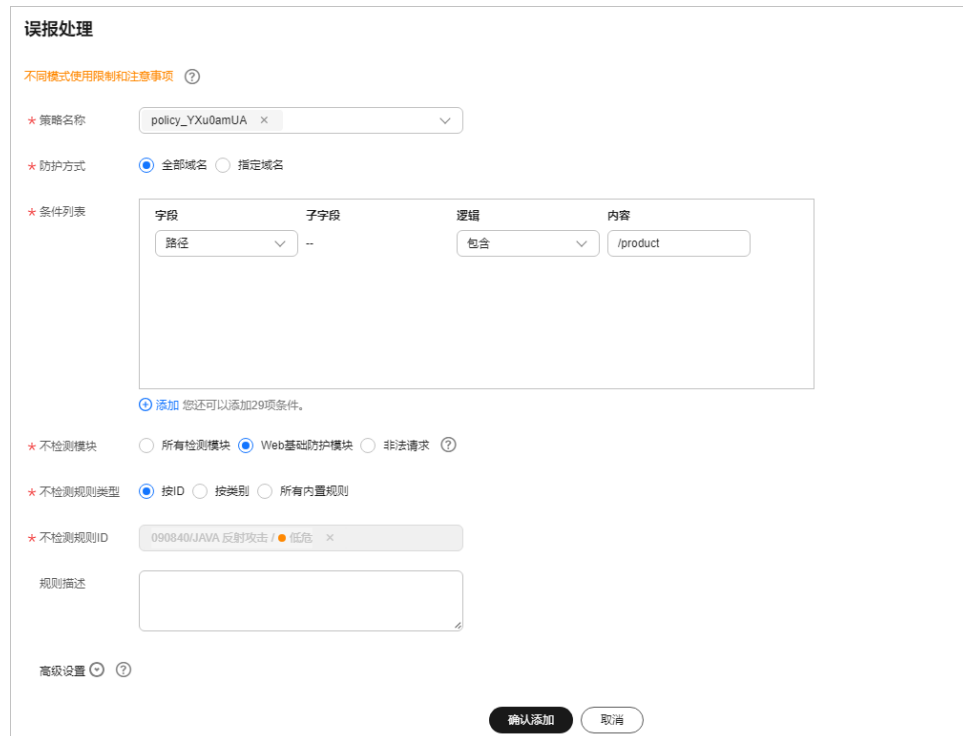 误报处理
不同模式使用限制和注意事项 ?
* 策略名称 policy_YXu0amUA ×
* 防护方式 全部域名 指定域名
* 条件列表 字段 子字段 逻辑 内容
路径 -- 包含 /product
添加 您还可以添加29项条件。
* 不检测模块 所有检测模块 Web基础防护模块 非法请求 ?
* 不检测规则类型 按ID 按类别 所有内置规则
* 不检测规则ID 090840/JAVA 反射攻击 / 低危 ×
规则描述
高级设置 ?
确认添加 取消